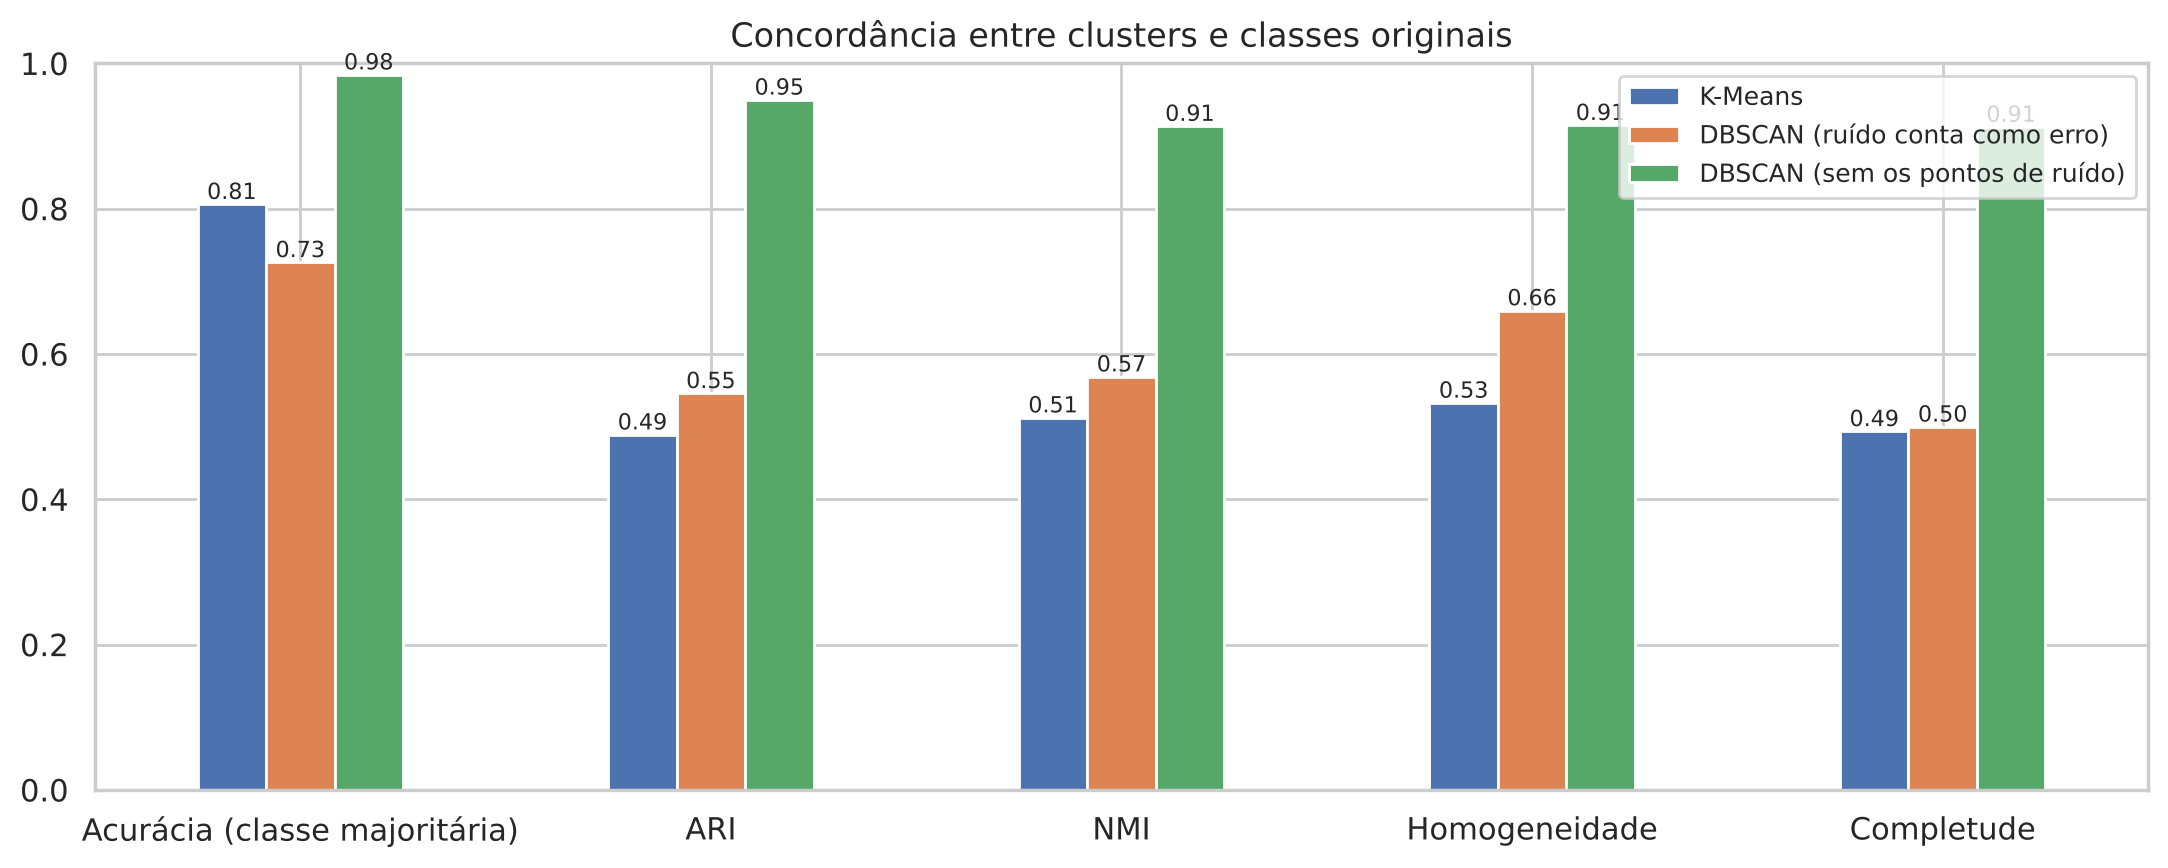 Concordância entre clusters e classes originais
1.0
0.8
0.6
0.4
0.2
0.0
0.81
0.73
0.98
0.49
0.55
0.95
0.51
0.57
0.91
0.53
0.66
0.91
0.49
0.50
0.91
K-Means
DBSCAN (ruído conta como erro)
DBSCAN (sem os pontos de ruído)
Acurácia (classe majoritária)
ARI
NMI
Homogeneidade
Completude